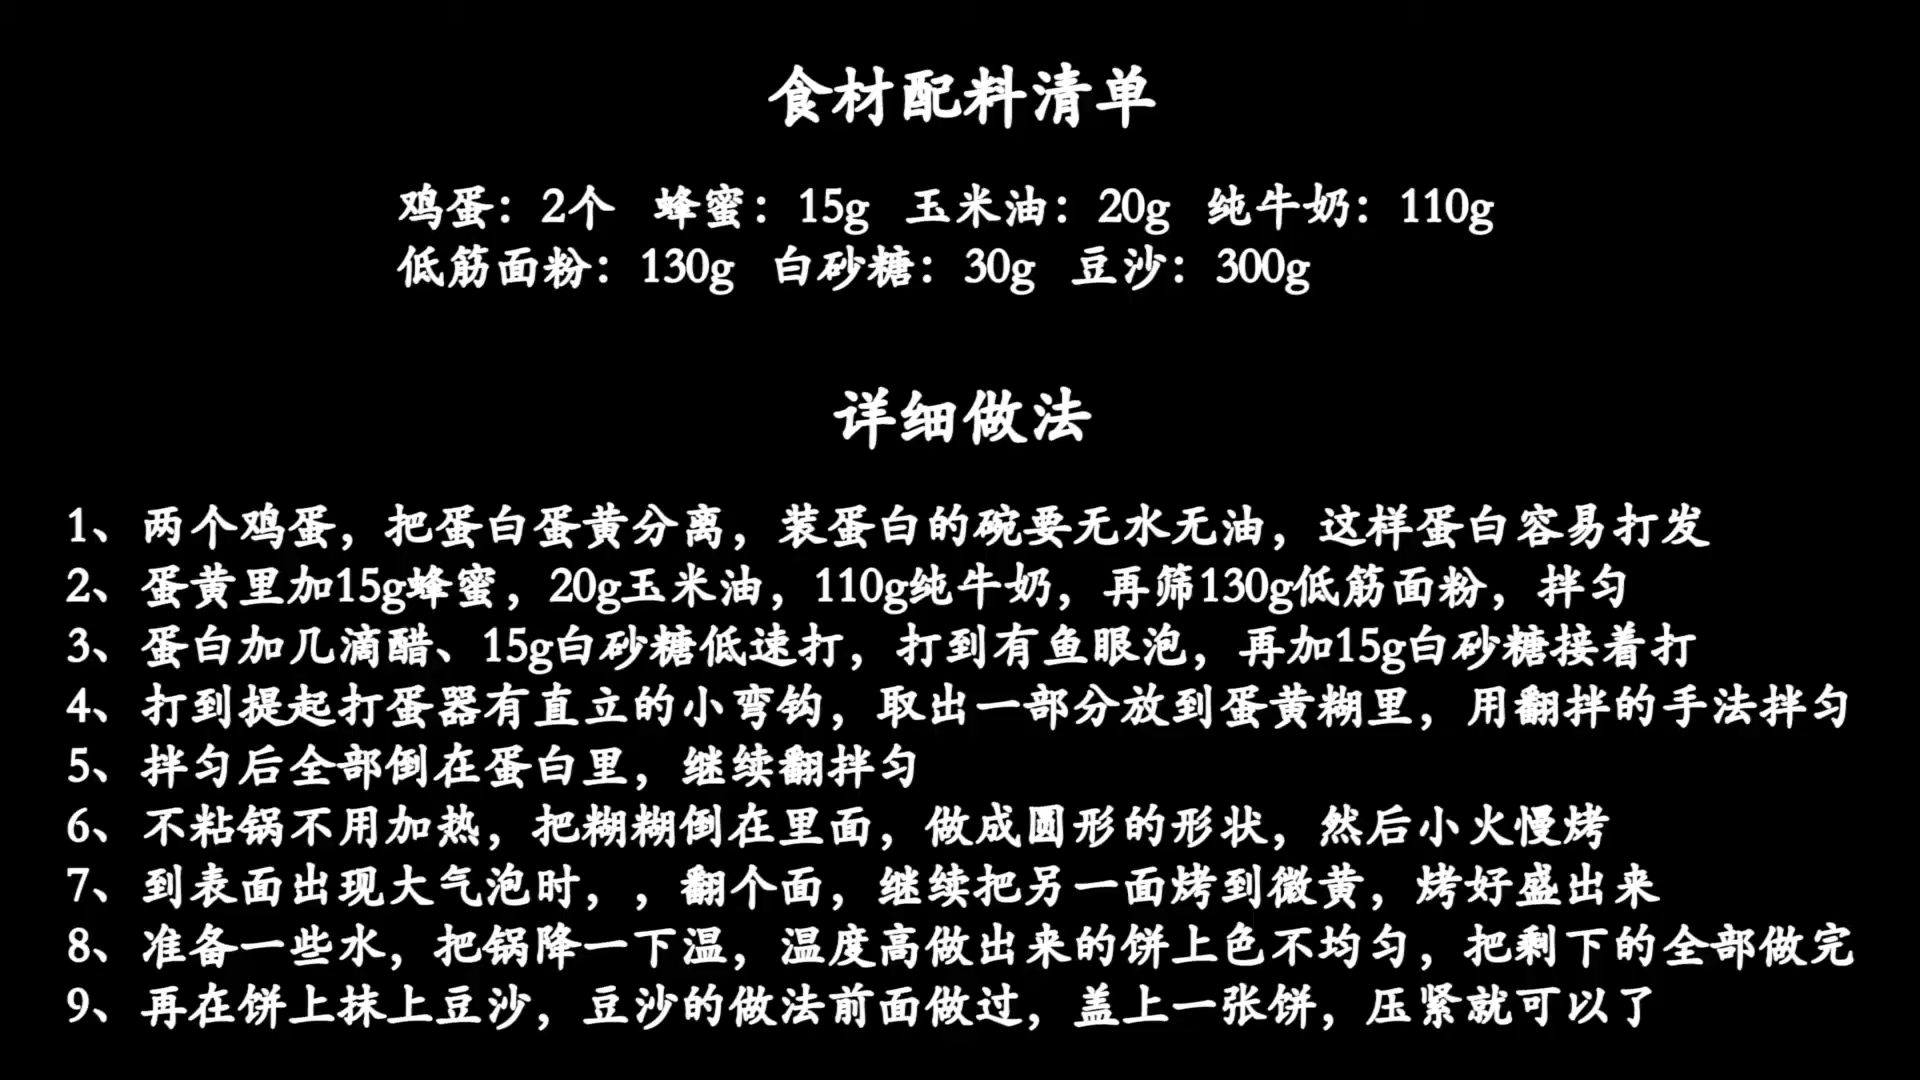 食材配料清单
鸡蛋：2个 蜂蜜：15g 玉米油：20g 纯牛奶：110g
低筋面粉：130g 白砂糖：30g 豆沙：300g
详细做法
1、两个鸡蛋，把蛋白蛋黄分离，装蛋白的碗要无水无油，这样蛋白容易打发
2、蛋黄里加15g蜂蜜，20g玉米油，110g纯牛奶，再筛130g低筋面粉，拌匀
3、蛋白加几滴醋、15g白砂糖低速打，打到有鱼眼泡，再加15g白砂糖接着打
4、打到提起打蛋器有直立的小弯钩，取出一部分放到蛋黄糊里，用翻拌的手法拌匀
5、拌匀后全部倒在蛋白里，继续翻拌匀
6、不粘锅不用加热，把糊糊倒在里面，做成圆形的形状，然后小火慢烤
7、到表面出现大气泡时，，翻个面，继续把另一面烤到微黄，烤好盛出来
8、准备一些水，把锅降一下温，温度高做出来的饼上色不均匀，把剩下的全部做完
9、再在饼上抹上豆沙，豆沙的做法前面做过，盖上一张饼，压紧就可以了